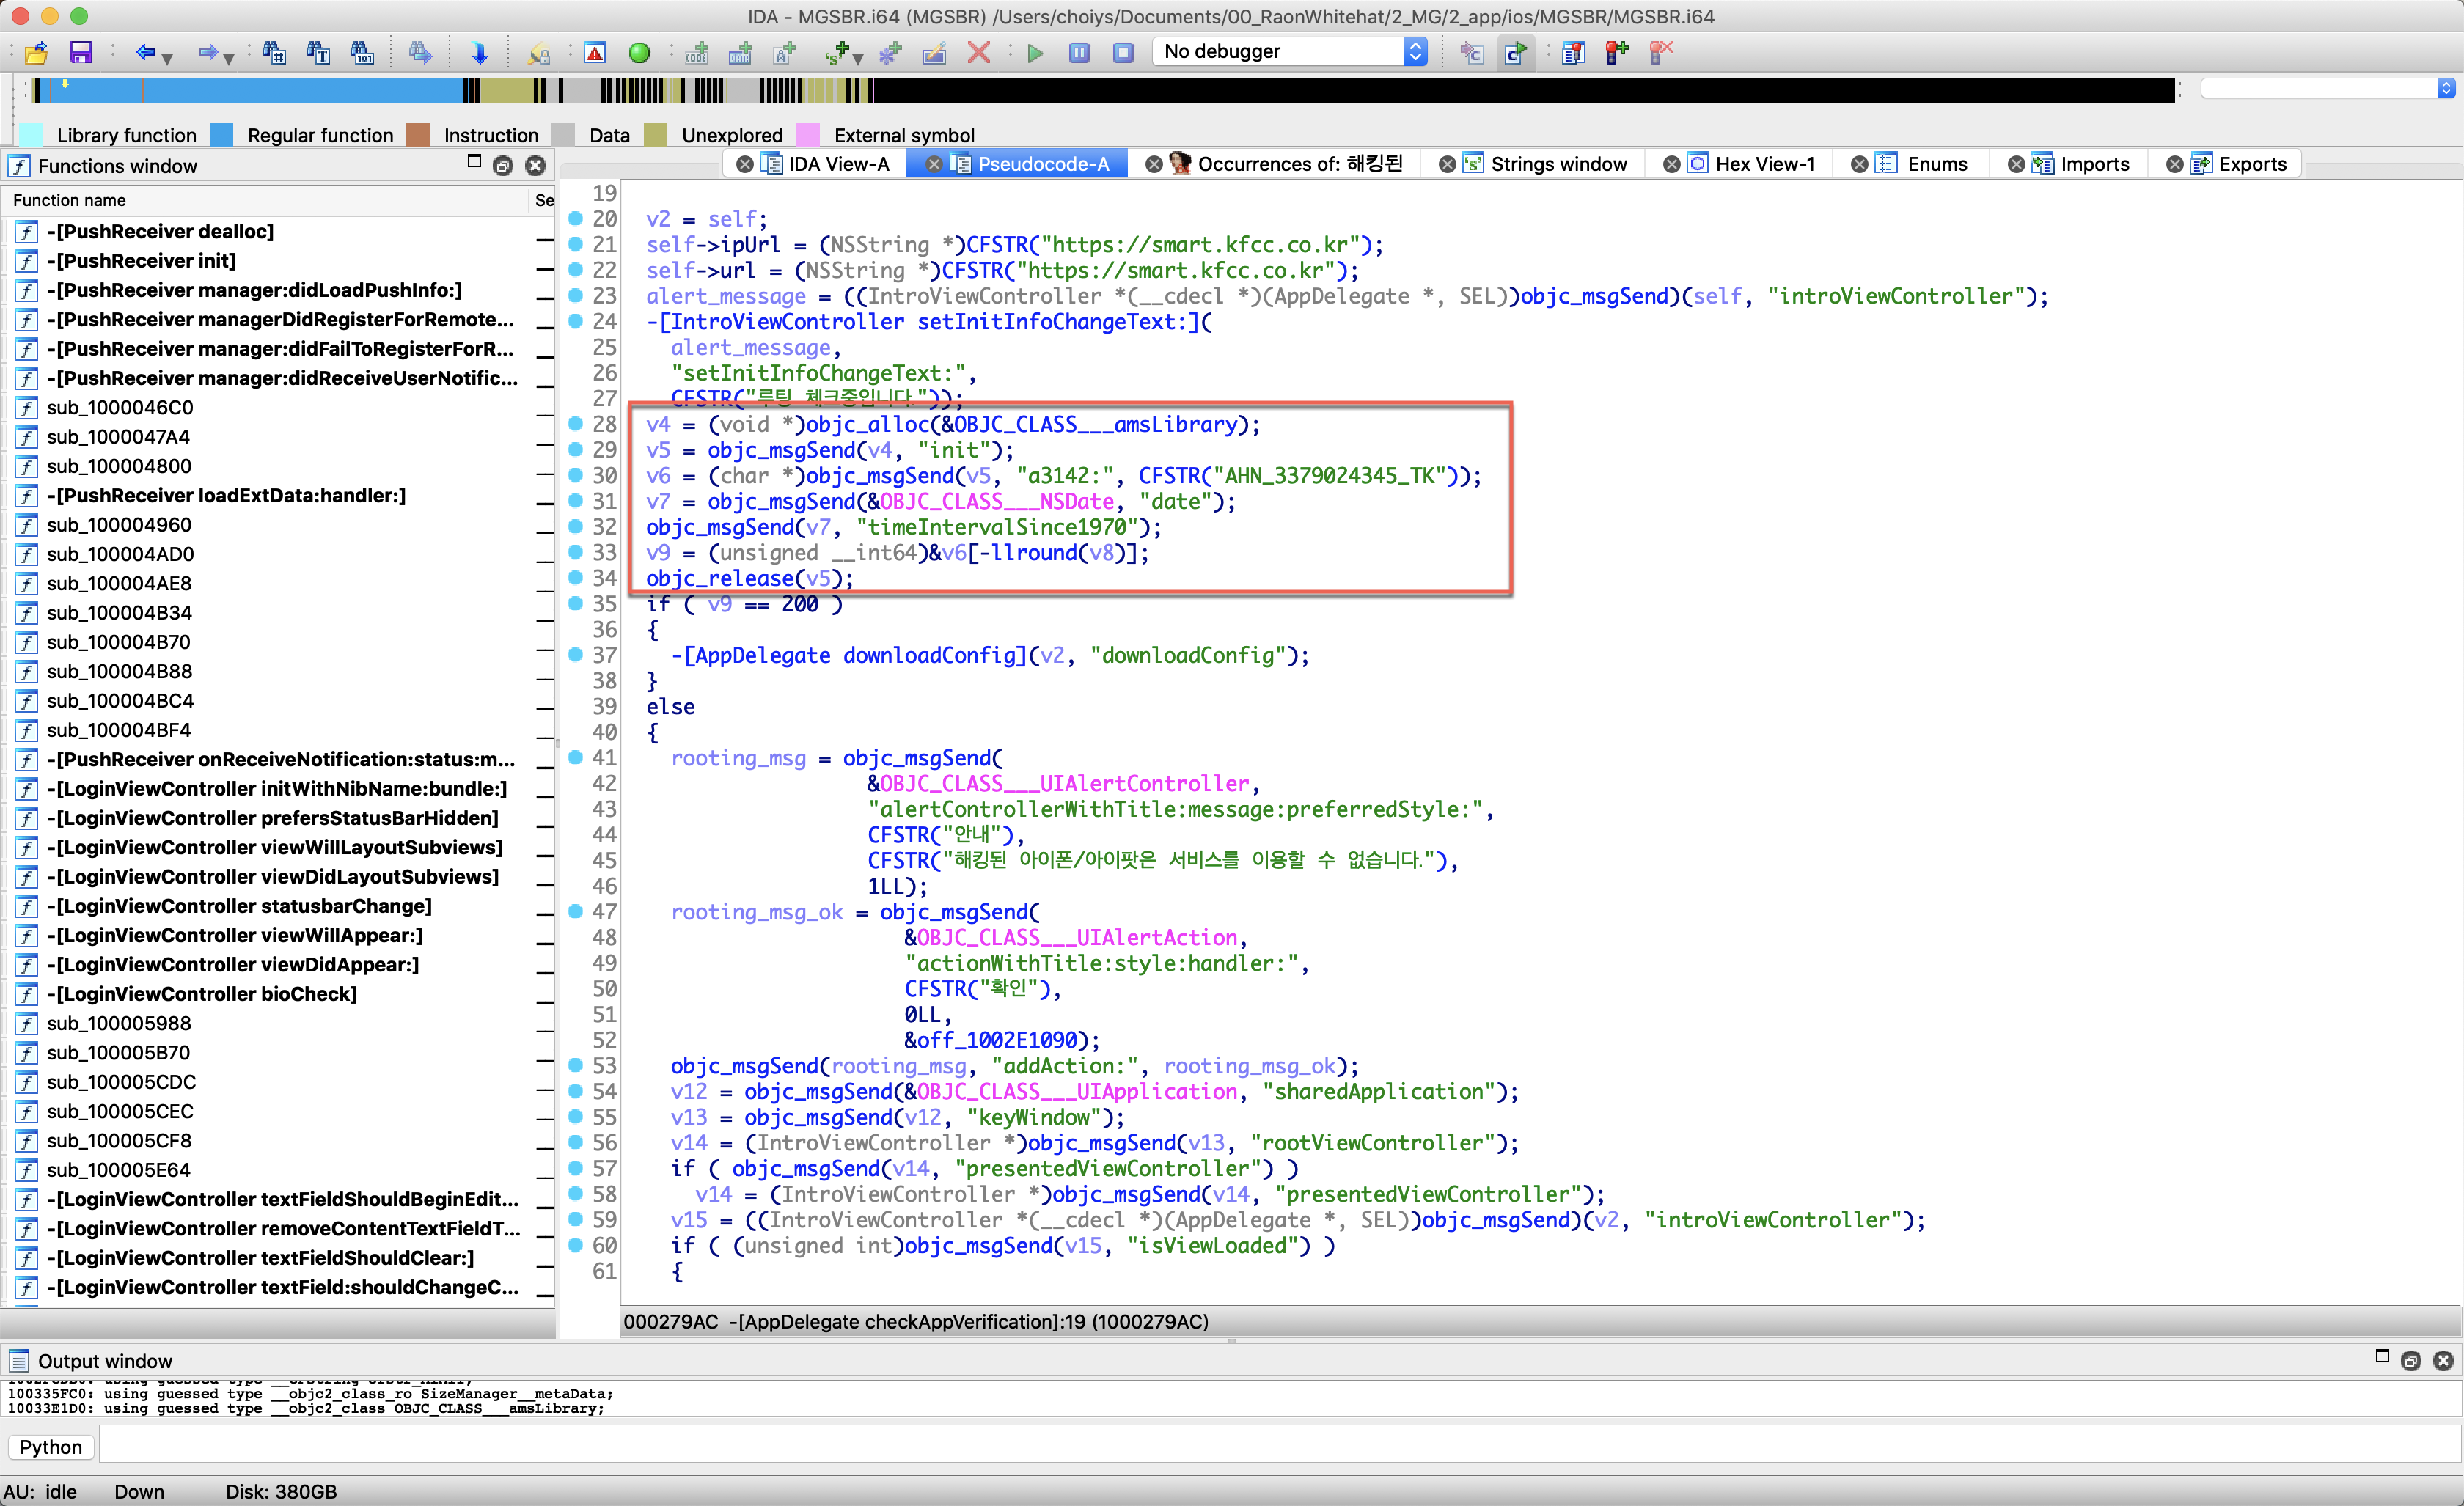 IDA - MGSBR.i64 (MGSBR) /Users/choiys/Documents/00_RaonWhitehat/2_MG/2_app/ios/MGSBR/MGSBR.i64
No debugger
Library function Regular function Instruction Data Unexplored External symbol
Functions window
IDA View-A Pseudocode-A Occurrences of: 해킹된 Strings window Hex View-1 Enums Imports Exports
Function name Se
-[PushReceiver dealloc]
-[PushReceiver init]
-[PushReceiver manager:didLoadPushInfo:]
-[PushReceiver managerDidRegisterForRemote...
-[PushReceiver manager:didFailToRegisterForR...
-[PushReceiver manager:didReceiveUserNotific...
sub_1000046C0
sub_1000047A4
sub_100004800
-[PushReceiver loadExtData:handler:]
sub_100004960
sub_100004AD0
sub_100004AE8
sub_100004B34
sub_100004B70
sub_100004B88
sub_100004BC4
sub_100004BF4
-[PushReceiver onReceiveNotification:status:m...
-[LoginViewController initWithNibName:bundle:]
-[LoginViewController prefersStatusBarHidden]
-[LoginViewController viewWillLayoutSubviews]
-[LoginViewController viewDidLayoutSubviews]
-[LoginViewController statusbarChange]
-[LoginViewController viewWillAppear:]
-[LoginViewController viewDidAppear:]
-[LoginViewController bioCheck]
sub_100005988
sub_100005B70
sub_100005CDC
sub_100005CEC
sub_100005CF8
sub_100005E64
-[LoginViewController textFieldShouldBeginEdit...
-[LoginViewController removeContentTextFieldT...
-[LoginViewController textFieldShouldClear:]
-[LoginViewController textField:shouldChangeC...
19
20 v2 = self;
21 self->ipUrl = (NSString *)CFSTR("https://smart.kfcc.co.kr");
22 self->url = (NSString *)CFSTR("https://smart.kfcc.co.kr");
23 alert_message = ((IntroViewController *(__cdecl *)(AppDelegate *, SEL))objc_msgSend)(self, "introViewController");
24 -[IntroViewController setInitInfoChangeText:](
25 alert_message,
26 "setInitInfoChangeText:",
27 CFSTR("루팅 체크중입니다."));
28 v4 = (void *)objc_alloc(&OBJC_CLASS___amsLibrary);
29 v5 = objc_msgSend(v4, "init");
30 v6 = (char *)objc_msgSend(v5, "a3142:", CFSTR("AHN_3379024345_TK"));
31 v7 = objc_msgSend(&OBJC_CLASS___NSDate, "date");
32 objc_msgSend(v7, "timeIntervalSince1970");
33 v9 = (unsigned __int64)&v6[-llround(v8)];
34 objc_release(v5);
35 if ( v9 == 200 )
36 {
37 -[AppDelegate downloadConfig](v2, "downloadConfig");
38 }
39 else
40 {
41 rooting_msg = objc_msgSend(
42 &OBJC_CLASS___UIAlertController,
43 "alertControllerWithTitle:message:preferredStyle:",
44 CFSTR("안내"),
45 CFSTR("해킹된 아이폰/아이팟은 서비스를 이용할 수 없습니다."),
46 1LL);
47 rooting_msg_ok = objc_msgSend(
48 &OBJC_CLASS___UIAlertAction,
49 "actionWithTitle:style:handler:",
50 CFSTR("확인"),
51 0LL,
52 &off_1002E1090);
53 objc_msgSend(rooting_msg, "addAction:", rooting_msg_ok);
54 v12 = objc_msgSend(&OBJC_CLASS___UIApplication, "sharedApplication");
55 v13 = objc_msgSend(v12, "keyWindow");
56 v14 = (IntroViewController *)objc_msgSend(v13, "rootViewController");
57 if ( objc_msgSend(v14, "presentedViewController") )
58 v14 = (IntroViewController *)objc_msgSend(v14, "presentedViewController");
59 v15 = ((IntroViewController *(__cdecl *)(AppDelegate *, SEL))objc_msgSend)(v2, "introViewController");
60 if ( (unsigned int)objc_msgSend(v15, "isViewLoaded") )
61 {
000279AC -[AppDelegate checkAppVerification]:19 (1000279AC)
Output window
100335FC0: using guessed type __objc2_class_ro SizeManager__metaData;
10033E1D0: using guessed type __objc2_class OBJC_CLASS___amsLibrary;
Python
AU: idle Down Disk: 380GB